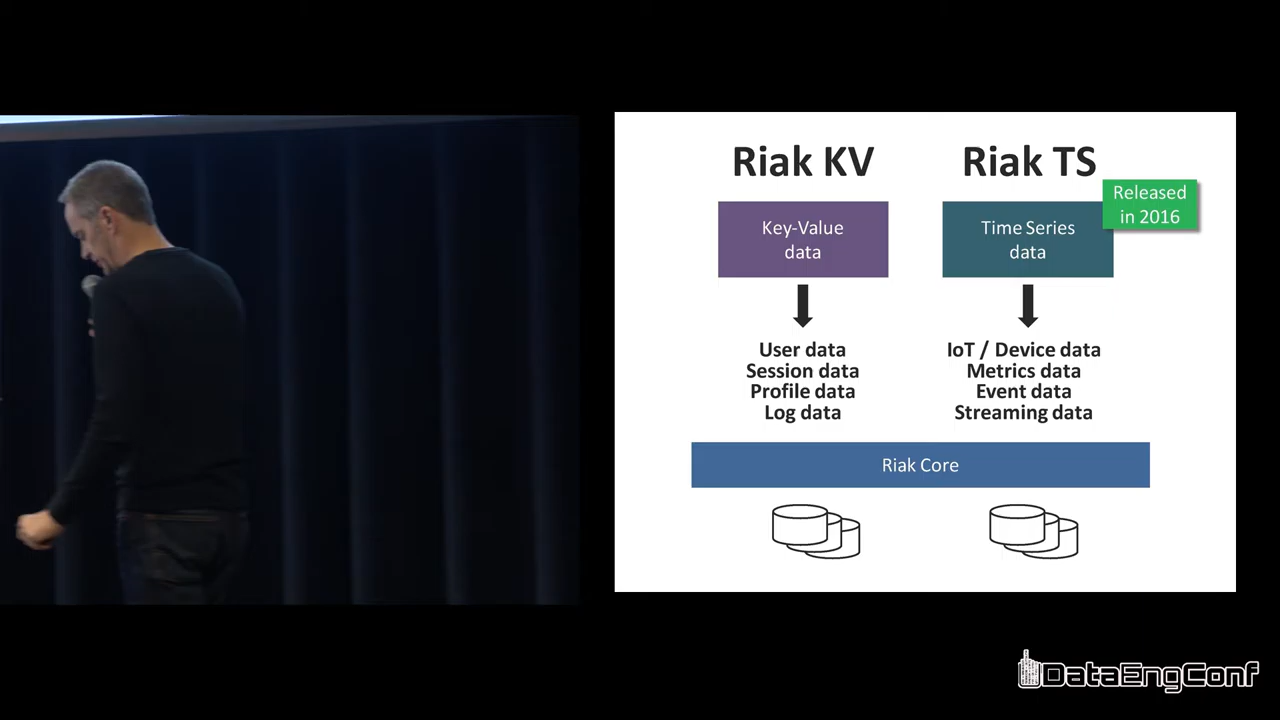 Riak KV
Riak TS
Released
in 2016
Key-Value
data
Time Series
data
User data
Session data
Profile data
Log data
IoT / Device data
Metrics data
Event data
Streaming data
Riak Core
DataEngConf